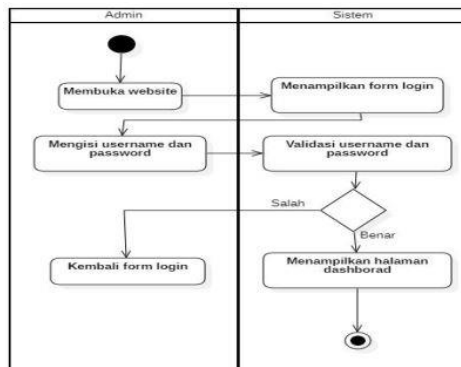 Admin
Sistem
Membuka website
Menampilkan form login
Mengisi username dan
password
Validasi username dan
password
Salah
Benar
Kembali form login
Menampilkan halaman
dashborad